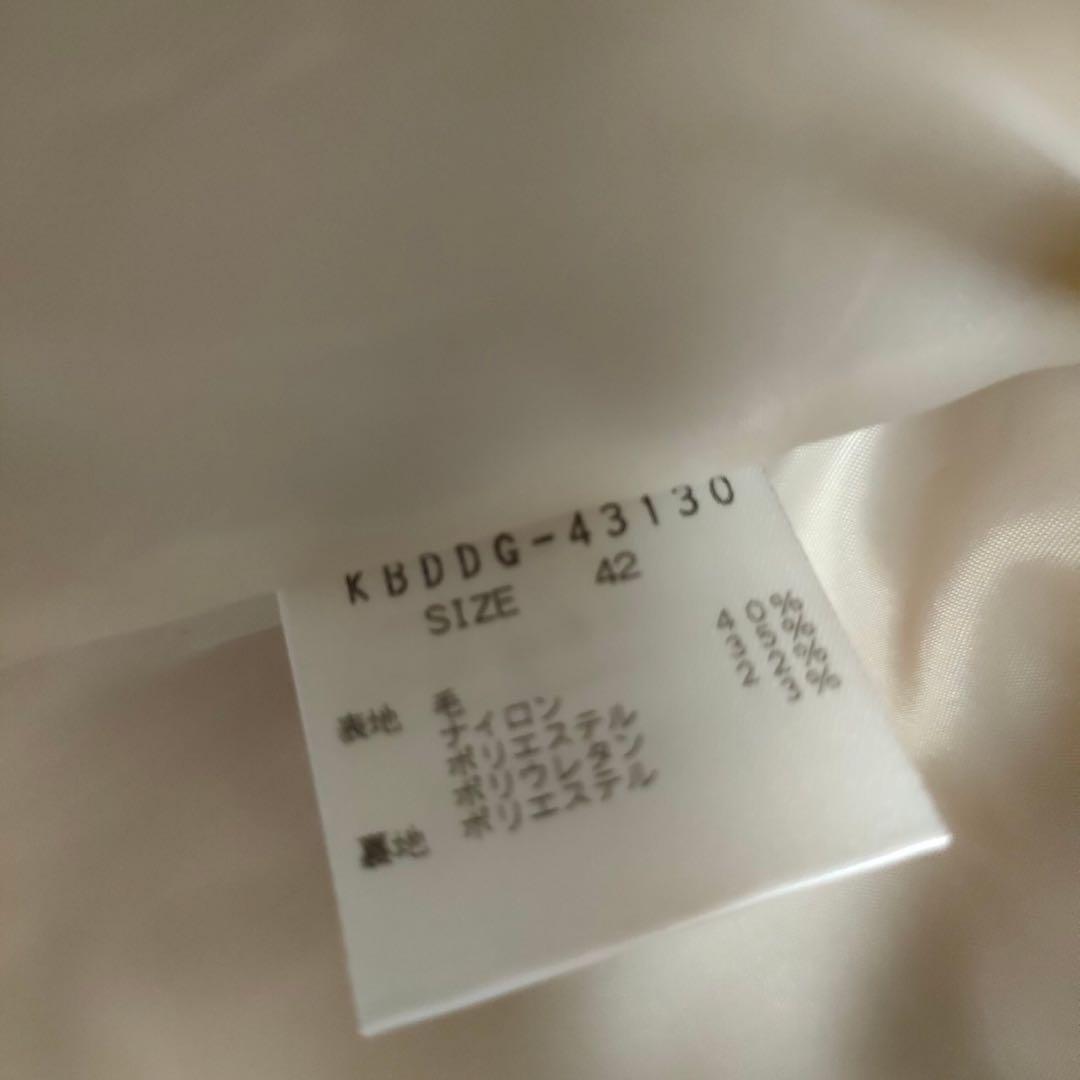 KBDDG-43130
SIZE 42
表地 毛 40%
ナイロン 35%
ポリエステル 22%
ポリウレタン 3%
裏地 ポリエステル